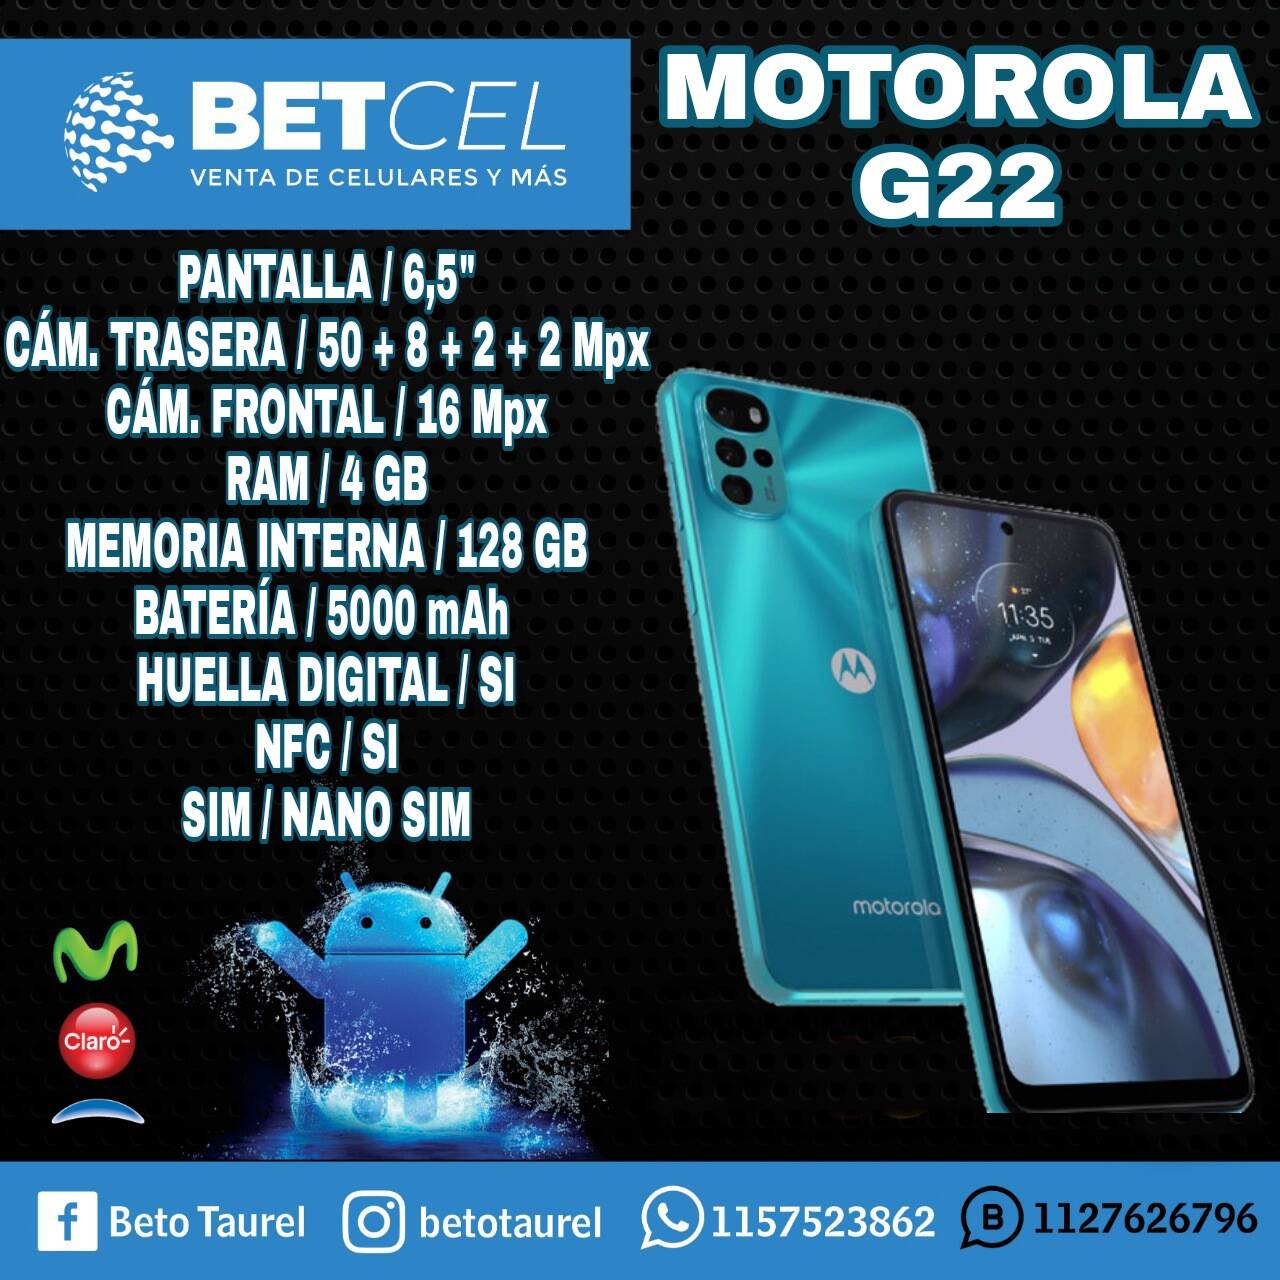 BETCEL
VENTA DE CELULARES Y MÁS
MOTOROLA
G22
PANTALLA / 6,5"
CÁM. TRASERA / 50 + 8 + 2 + 2 Mpx
CÁM. FRONTAL / 16 Mpx
RAM / 4 GB
MEMORIA INTERNA / 128 GB
BATERÍA / 5000 mAh
HUELLA DIGITAL / SI
NFC / SI
SIM / NANO SIM
11:35
motorola
Claro
f Beto Taurel
betotaurel
1157523862
B 1127626796